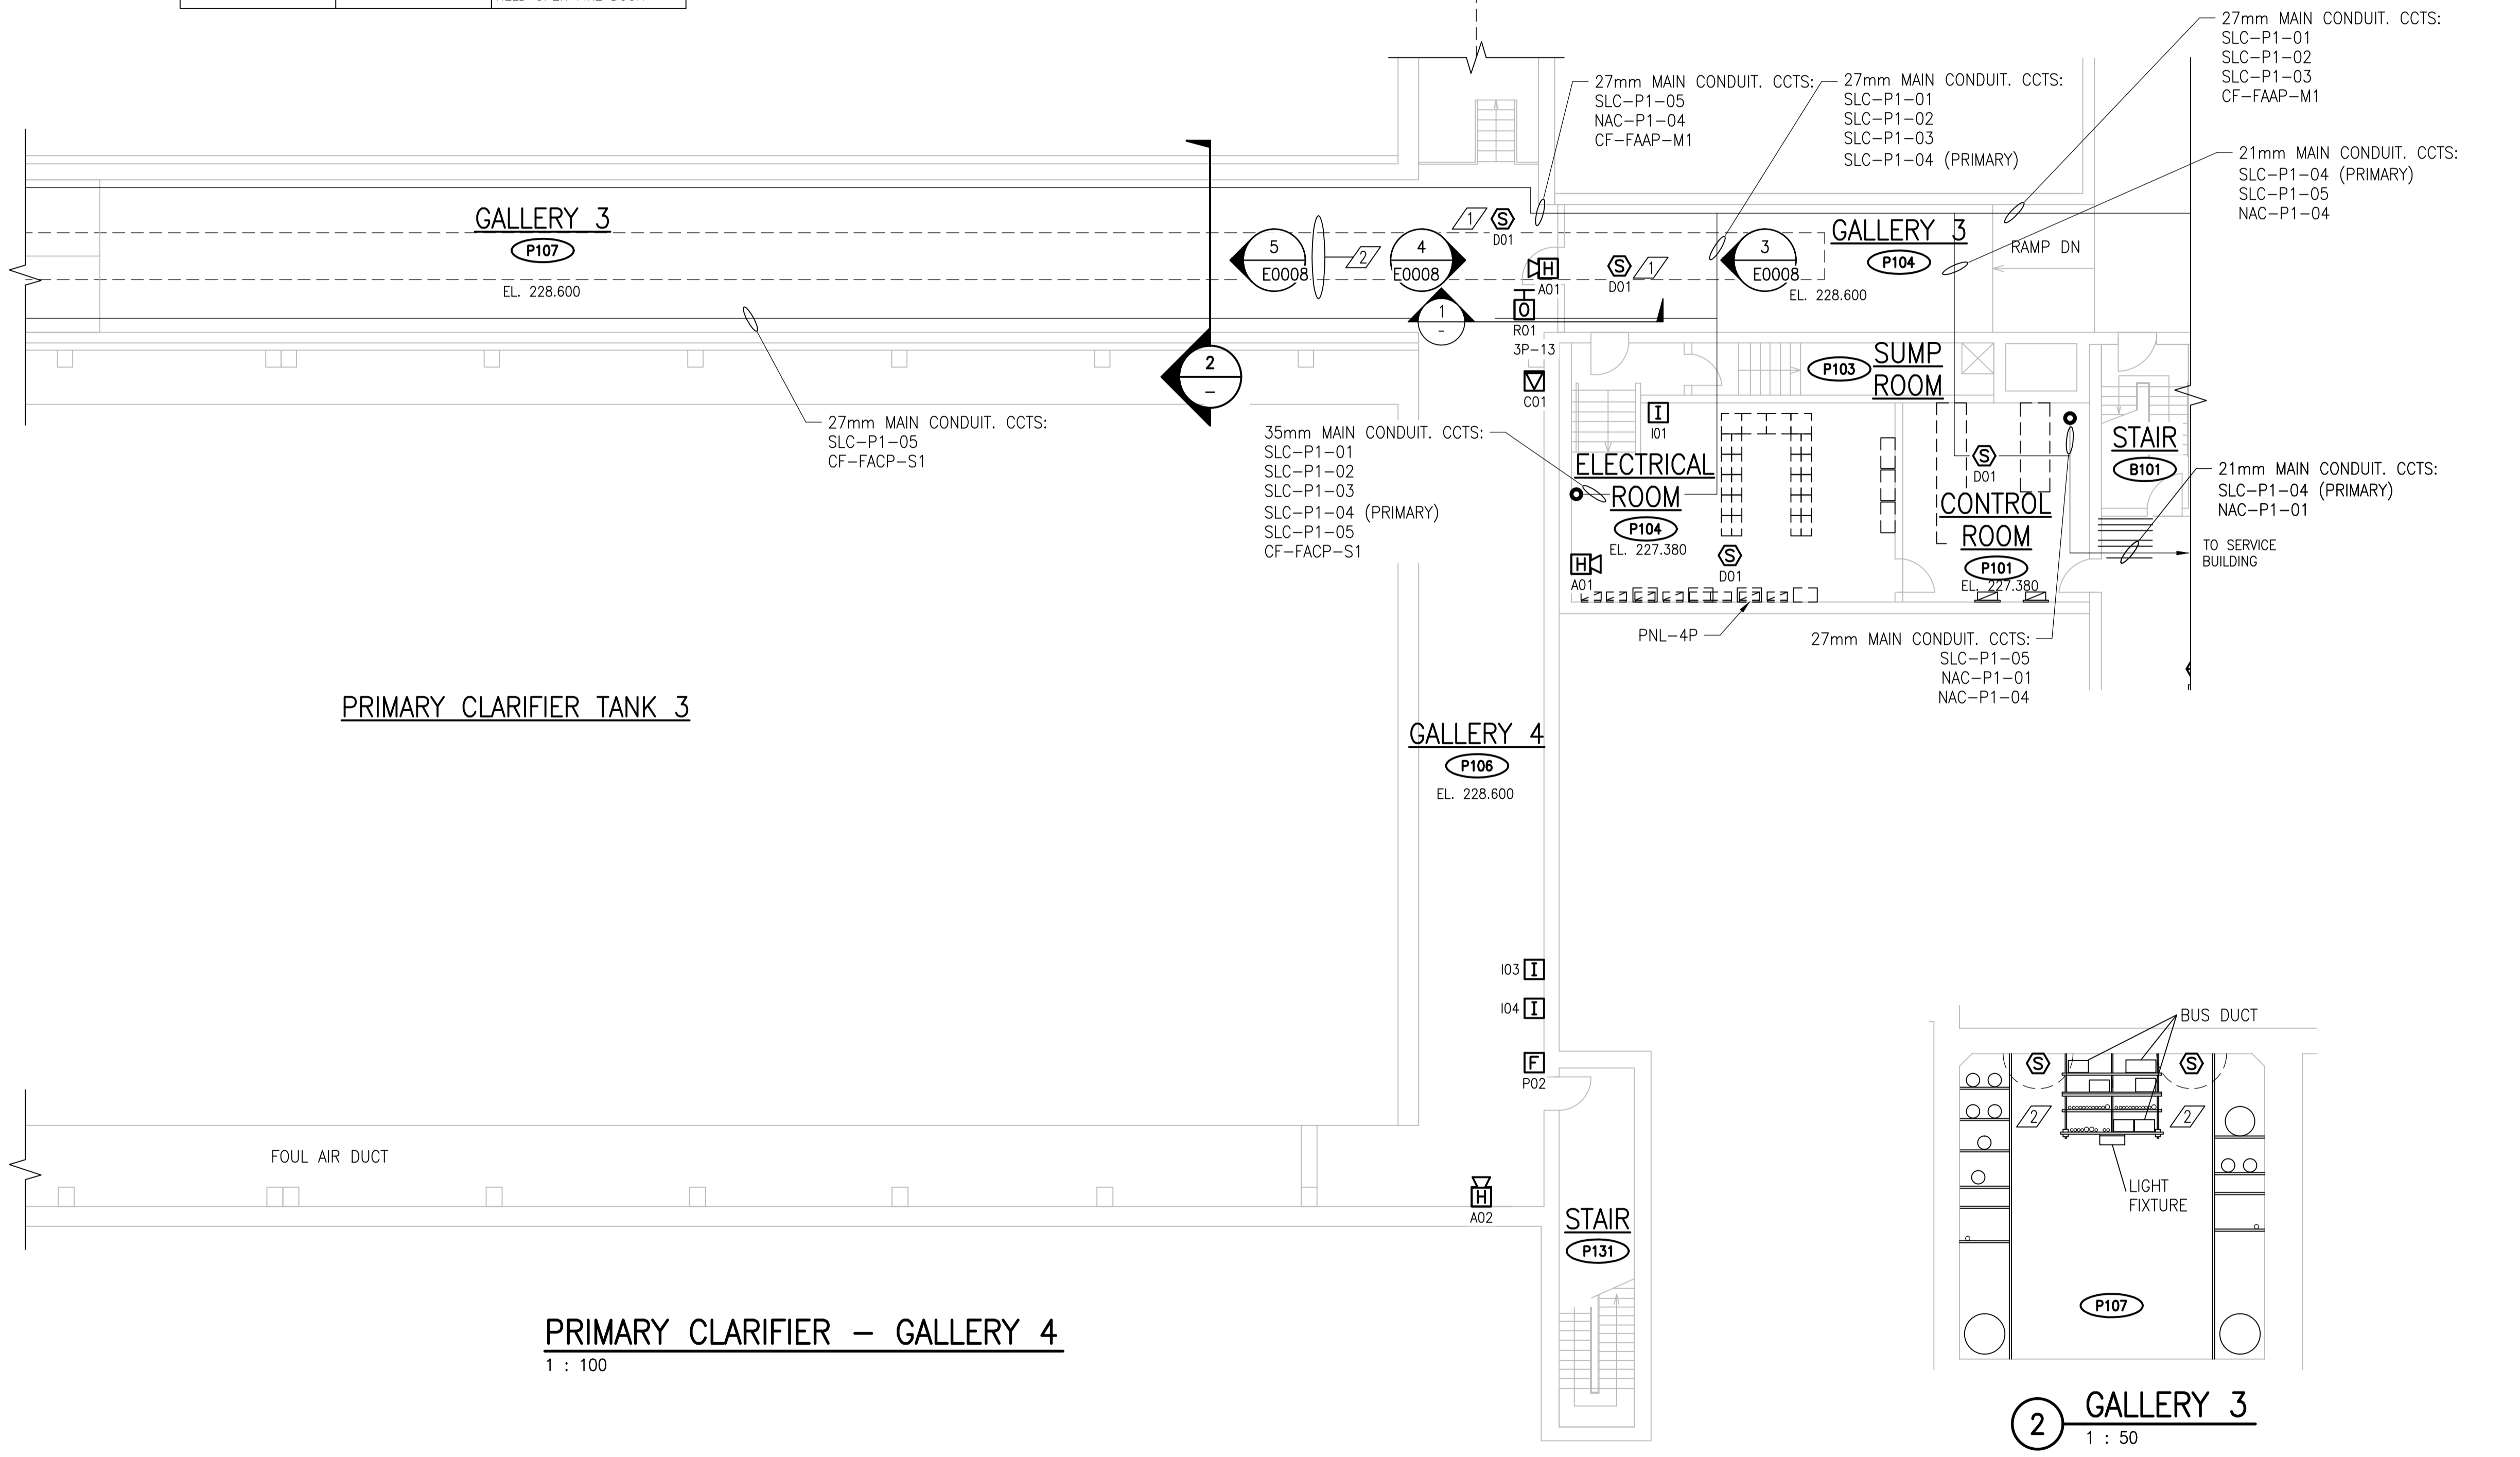 27mm MAIN CONDUIT. CCTS:
SLC-P1-01
SLC-P1-02
SLC-P1-03
CF-FAAP-M1
27mm MAIN CONDUIT. CCTS:
SLC-P1-05
NAC-P1-04
CF-FAAP-M1
27mm MAIN CONDUIT. CCTS:
SLC-P1-01
SLC-P1-02
SLC-P1-03
SLC-P1-04 (PRIMARY)
21mm MAIN CONDUIT. CCTS:
SLC-P1-04 (PRIMARY)
SLC-P1-05
NAC-P1-04
GALLERY 3
P107
EL. 228.600
5
E0008
2
4
E0008
1
S
D01
H
A01
S
D01
1
3
E0008
GALLERY 3
P104
EL. 228.600
RAMP DN
1
-
O
R01
3P-13
C01
2
-
27mm MAIN CONDUIT. CCTS:
SLC-P1-05
CF-FACP-S1
35mm MAIN CONDUIT. CCTS:
SLC-P1-01
SLC-P1-02
SLC-P1-03
SLC-P1-04 (PRIMARY)
SLC-P1-05
CF-FACP-S1
P103
SUMP
ROOM
I
I01
ELECTRICAL
ROOM
P104
EL. 227.380
H
A01
S
D01
S
D01
CONTROL
ROOM
P101
EL. 227.380
STAIR
B101
21mm MAIN CONDUIT. CCTS:
SLC-P1-04 (PRIMARY)
NAC-P1-01
TO SERVICE
BUILDING
PNL-4P
27mm MAIN CONDUIT. CCTS:
SLC-P1-05
NAC-P1-01
NAC-P1-04
PRIMARY CLARIFIER TANK 3
GALLERY 4
P106
EL. 228.600
I03 I
I04 I
F
P02
FOUL AIR DUCT
H
A02
STAIR
P131
PRIMARY CLARIFIER - GALLERY 4
1 : 100
BUS DUCT
S
S
2
2
LIGHT
FIXTURE
P107
2
GALLERY 3
1 : 50